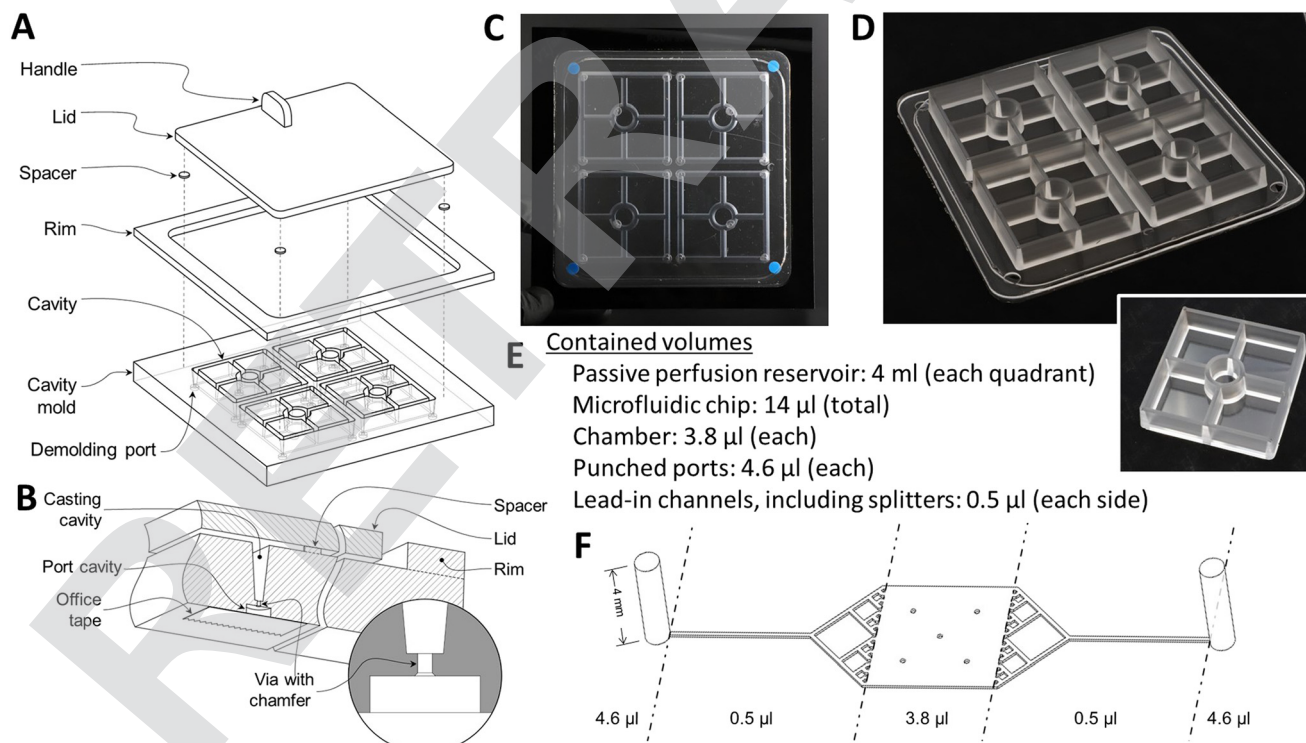 A
Handle
Lid
Spacer
Rim
Cavity
Cavity
mold
Demolding port
B
Casting
cavity
Port cavity
Office
tape
Via with
chamfer
Spacer
Lid
Rim
C
D
E
Contained volumes
Passive perfusion reservoir: 4 ml (each quadrant)
Microfluidic chip: 14 µl (total)
Chamber: 3.8 µl (each)
Punched ports: 4.6 µl (each)
Lead-in channels, including splitters: 0.5 µl (each side)
F
4 mm
4.6 µl
0.5 µl
3.8 µl
0.5 µl
4.6 µl